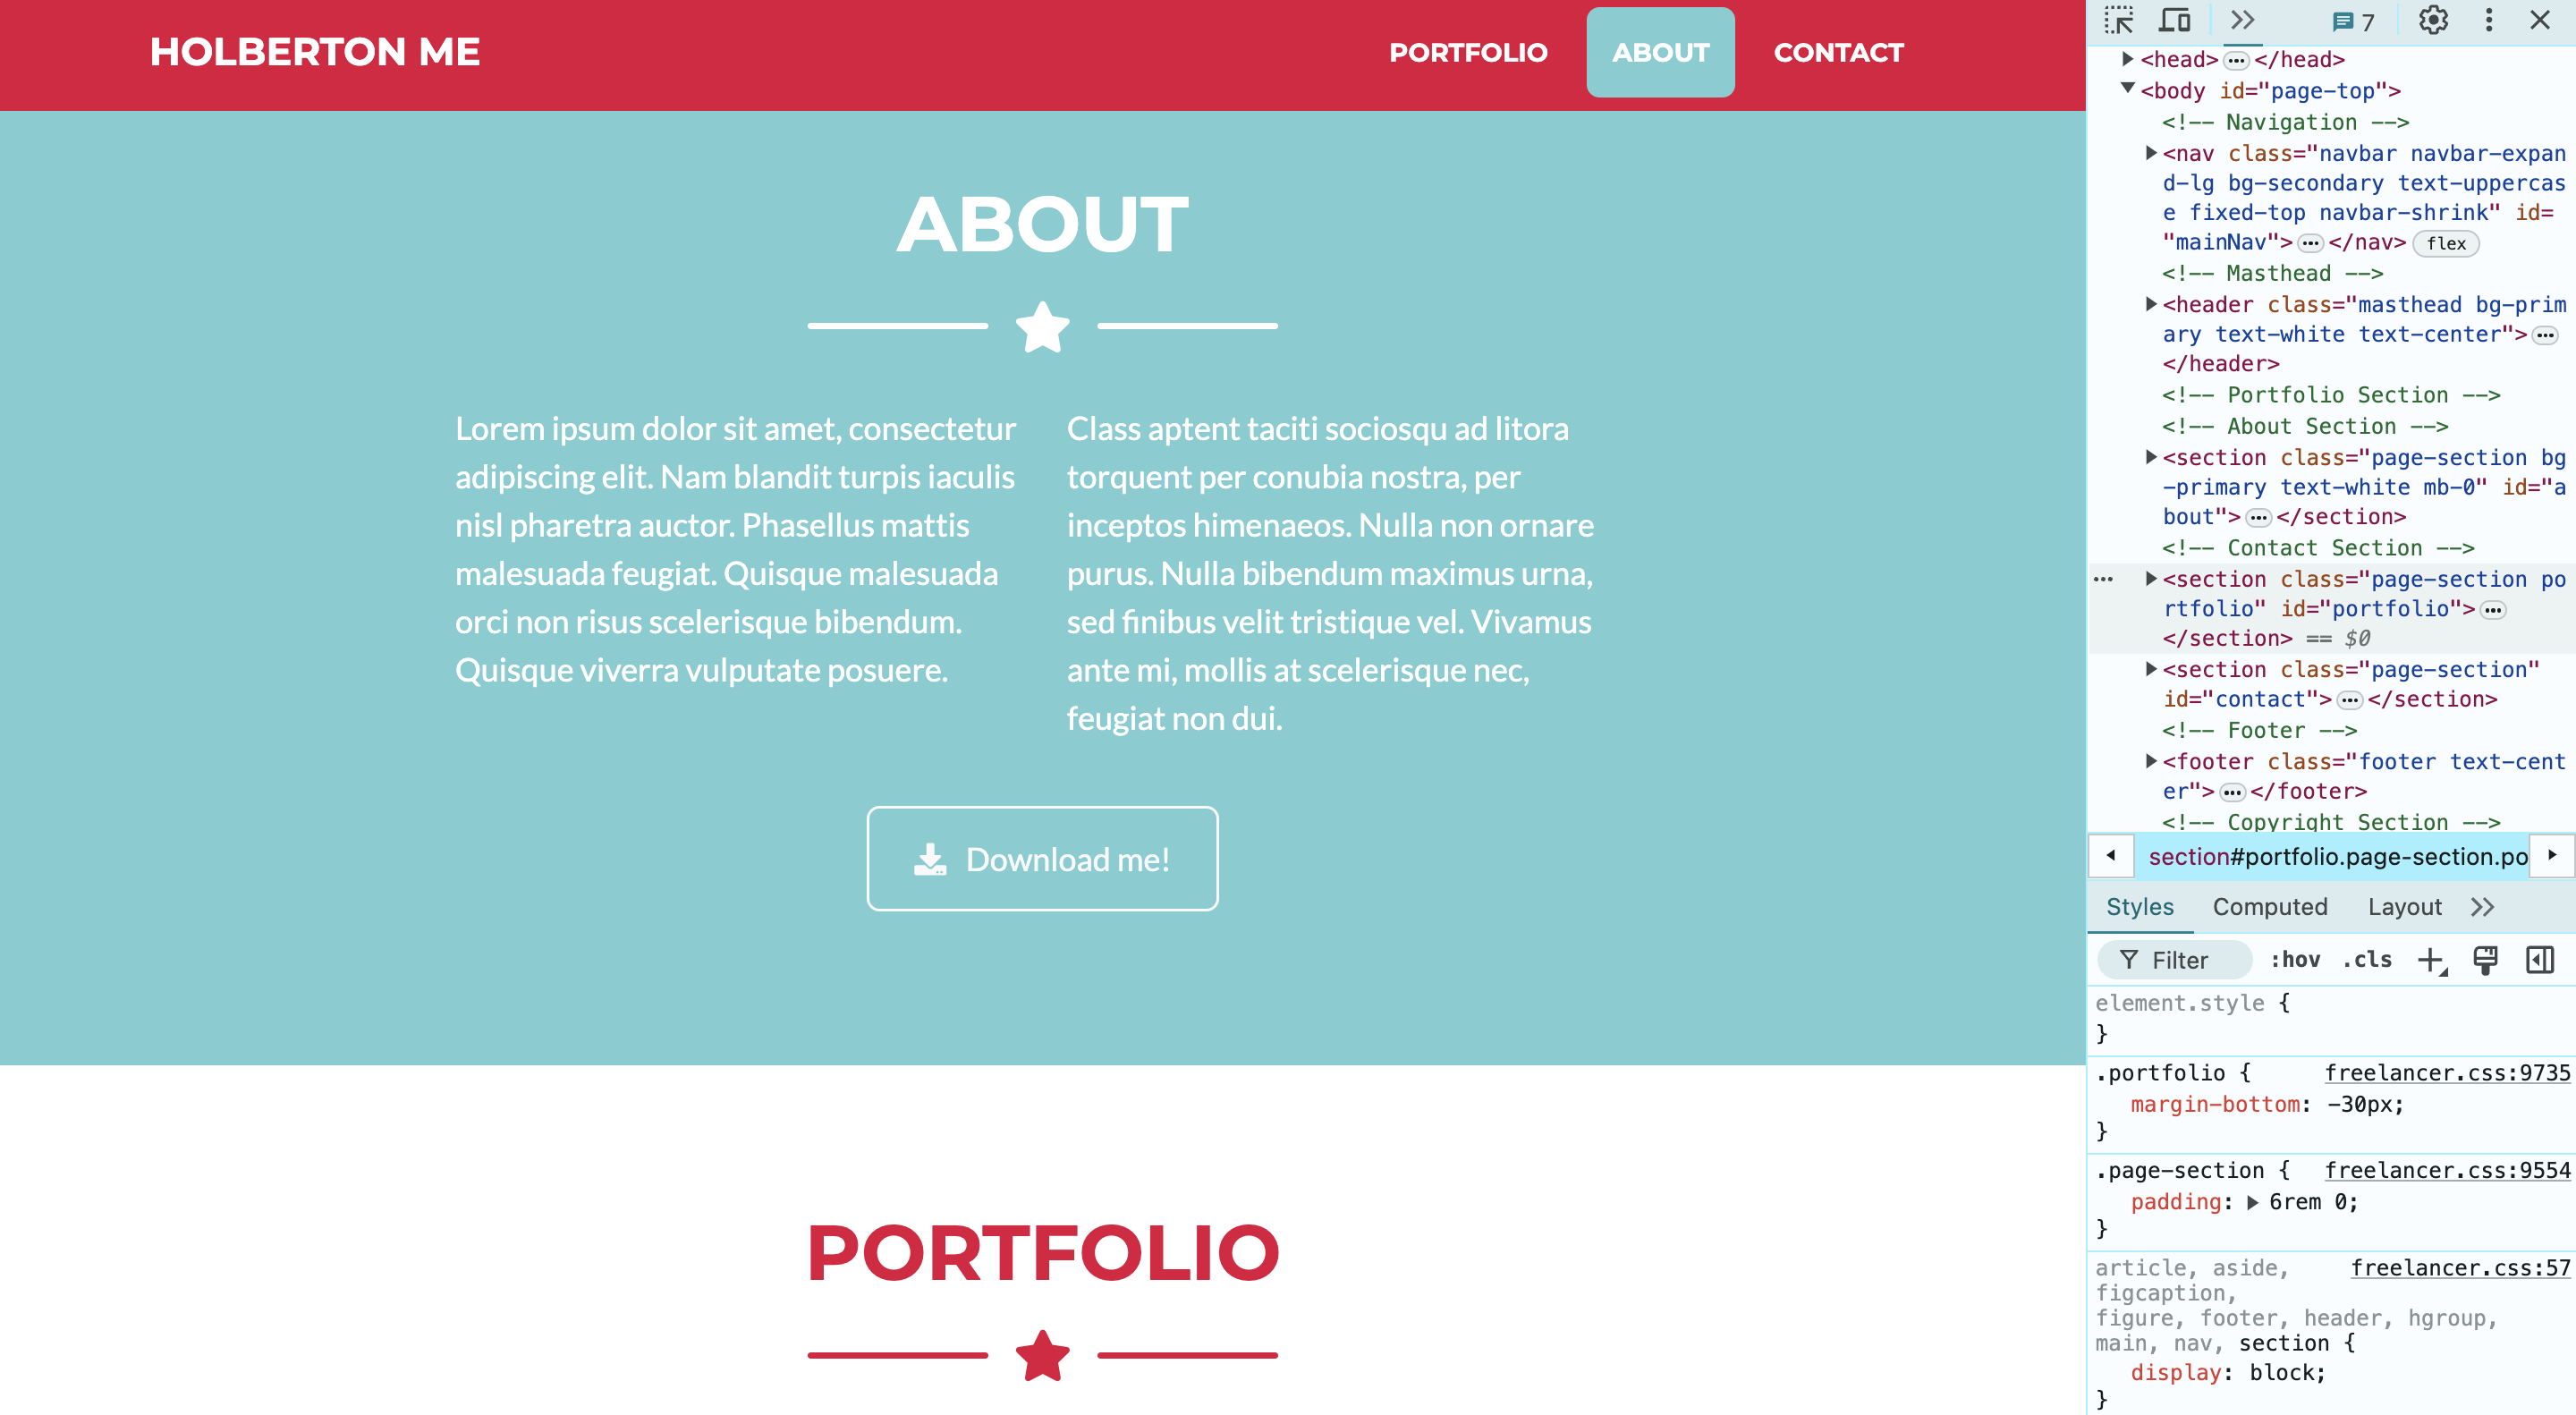 HOLBERTON ME
PORTFOLIO
ABOUT
CONTACT
ABOUT
Lorem ipsum dolor sit amet, consectetur
adipiscing elit. Nam blandit turpis iaculis
nisl pharetra auctor. Phasellus mattis
malesuada feugiat. Quisque malesuada
orci non risus scelerisque bibendum.
Quisque viverra vulputate posuere.
Class aptent taciti sociosqu ad litora
torquent per conubia nostra, per
inceptos himenaeos. Nulla non ornare
purus. Nulla bibendum maximus urna,
sed finibus velit tristique vel. Vivamus
ante mi, mollis at scelerisque nec,
feugiat non dui.
Download me!
PORTFOLIO
7
<head> … </head>
<body id="page-top">
<!-- Navigation -->
<nav class="navbar navbar-expan
d-lg bg-secondary text-uppercas
e fixed-top navbar-shrink" id=
"mainNav"> … </nav> flex
<!-- Masthead -->
<header class="masthead bg-prim
ary text-white text-center"> …
</header>
<!-- Portfolio Section -->
<!-- About Section -->
<section class="page-section bg
-primary text-white mb-0" id="a
bout"> … </section>
<!-- Contact Section -->
… <section class="page-section po
rtfolio" id="portfolio"> …
</section> == $0
<section class="page-section"
id="contact"> … </section>
<!-- Footer -->
<footer class="footer text-cent
er"> … </footer>
<!-- Copyright Section -->
section#portfolio.page-section.po
Styles Computed Layout
Filter :hov .cls
element.style {
}
.portfolio { freelancer.css:9735
margin-bottom: -30px;
}
.page-section { freelancer.css:9554
padding: 6rem 0;
}
article, aside, freelancer.css:57
figcaption,
figure, footer, header, hgroup,
main, nav, section {
display: block;
}